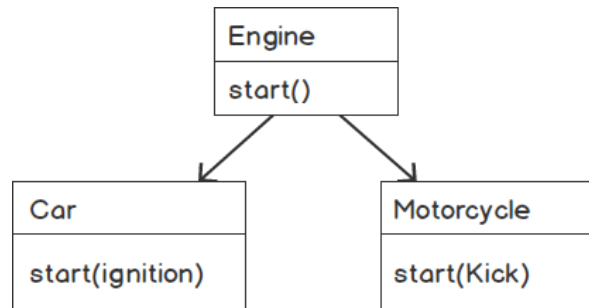 Engine
start()
Car
start(ignition)
Motorcycle
start(Kick)